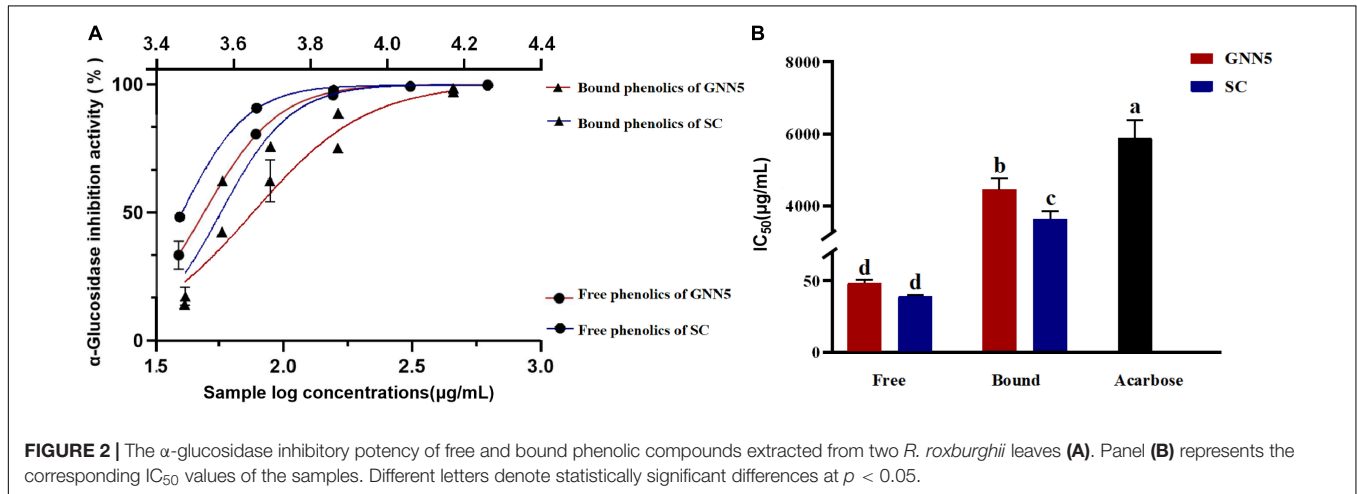 A
3.4 3.6 3.8 4.0 4.2 4.4
α-Glucosidase inhibition activity (%)
100
50
0
1.5 2.0 2.5 3.0
Sample log concentrations(µg/mL)
Bound phenolics of GNN5
Bound phenolics of SC
Free phenolics of GNN5
Free phenolics of SC
B
GNN5
SC
IC50(µg/mL)
8000
6000
4000
50
0
d d b c a
Free Bound Acarbose
FIGURE 2 | The α-glucosidase inhibitory potency of free and bound phenolic compounds extracted from two R. roxburghii leaves (A). Panel (B) represents the
corresponding IC50 values of the samples. Different letters denote statistically significant differences at p < 0.05.